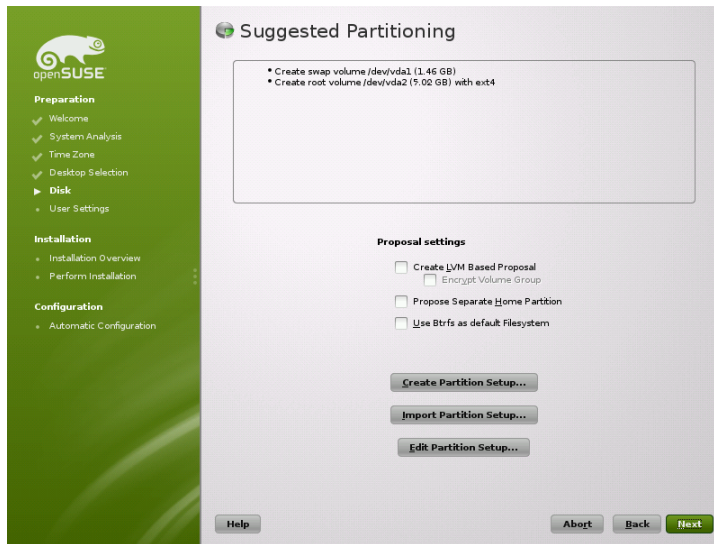 openSUSE
Preparation
Welcome
System Analysis
Time Zone
Desktop Selection
Disk
User Settings
Installation
Installation Overview
Perform Installation
Configuration
Automatic Configuration
Suggested Partitioning
• Create swap volume /dev/vda1 (1.46 GB)
• Create root volume /dev/vda2 (5.02 GB) with ext4
Proposal settings
Create LVM Based Proposal
Encrypt Volume Group
Propose Separate Home Partition
Use Btrfs as default Filesystem
Create Partition Setup...
Import Partition Setup...
Edit Partition Setup...
Help
Abort
Back
Next